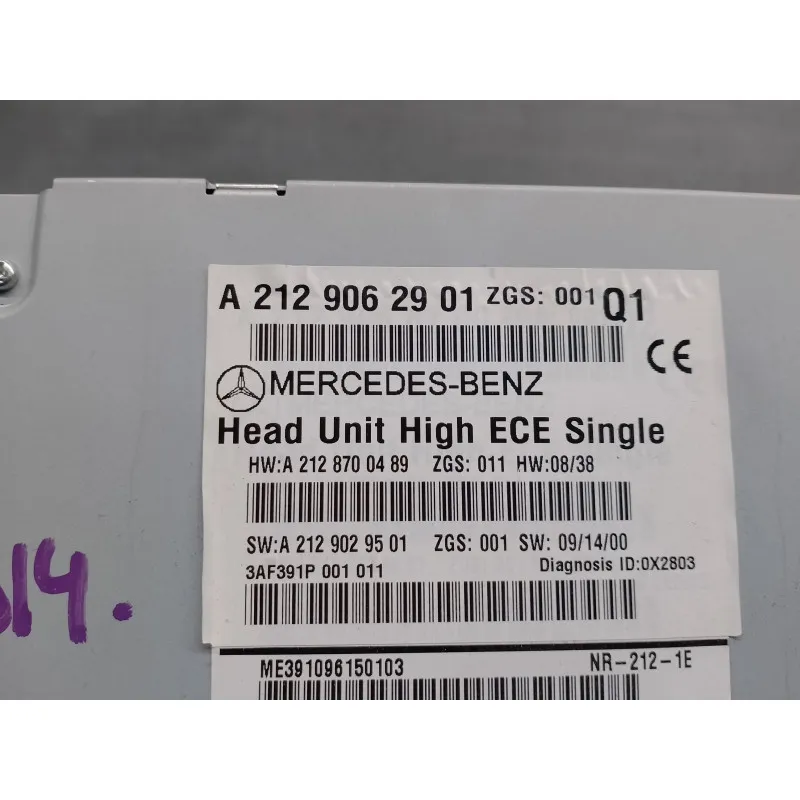 A 212 906 29 01 ZGS: 001 Q1
CE
MERCEDES-BENZ
Head Unit High ECE Single
HW:A 212 870 04 89 ZGS: 011 HW:08/38
SW:A 212 902 95 01 ZGS: 001 SW: 09/14/00
3AF391P 001 011 Diagnosis ID:0X2803
ME391096150103 NR-212-1E
14.